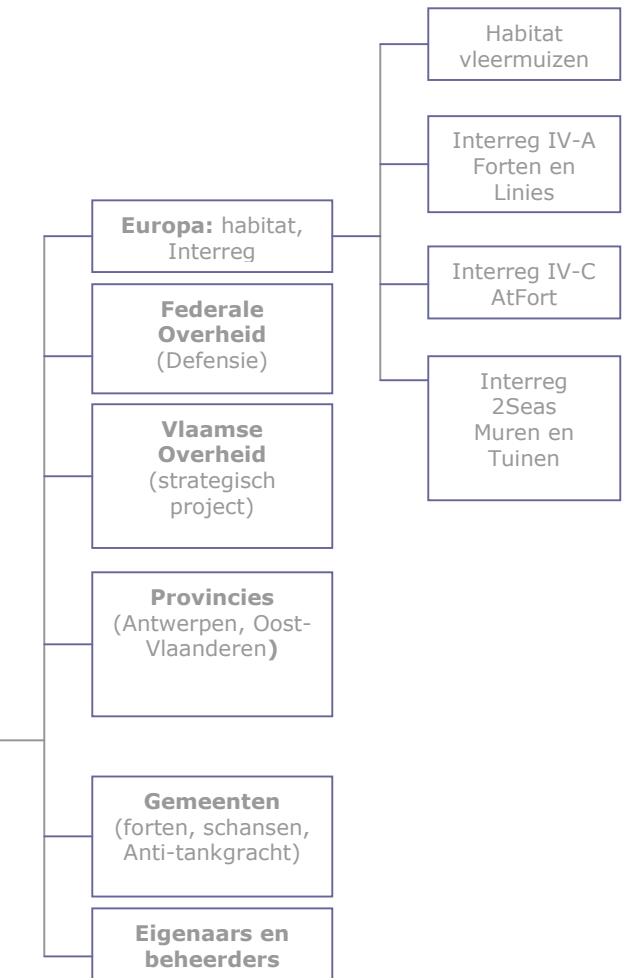 Habitat
vleermuizen
Interreg IV-A
Forten en
Linies
Europa: habitat,
Interreg
Interreg IV-C
AtFort
Federale
Overheid
(Defensie)
Interreg
2Seas
Muren en
Tuinen
Vlaamse
Overheid
(strategisch
project)
Provincies
(Antwerpen, Oost-
Vlaanderen)
Gemeenten
(forten, schansen,
Anti-tankgracht)
Eigenaars en
beheerders